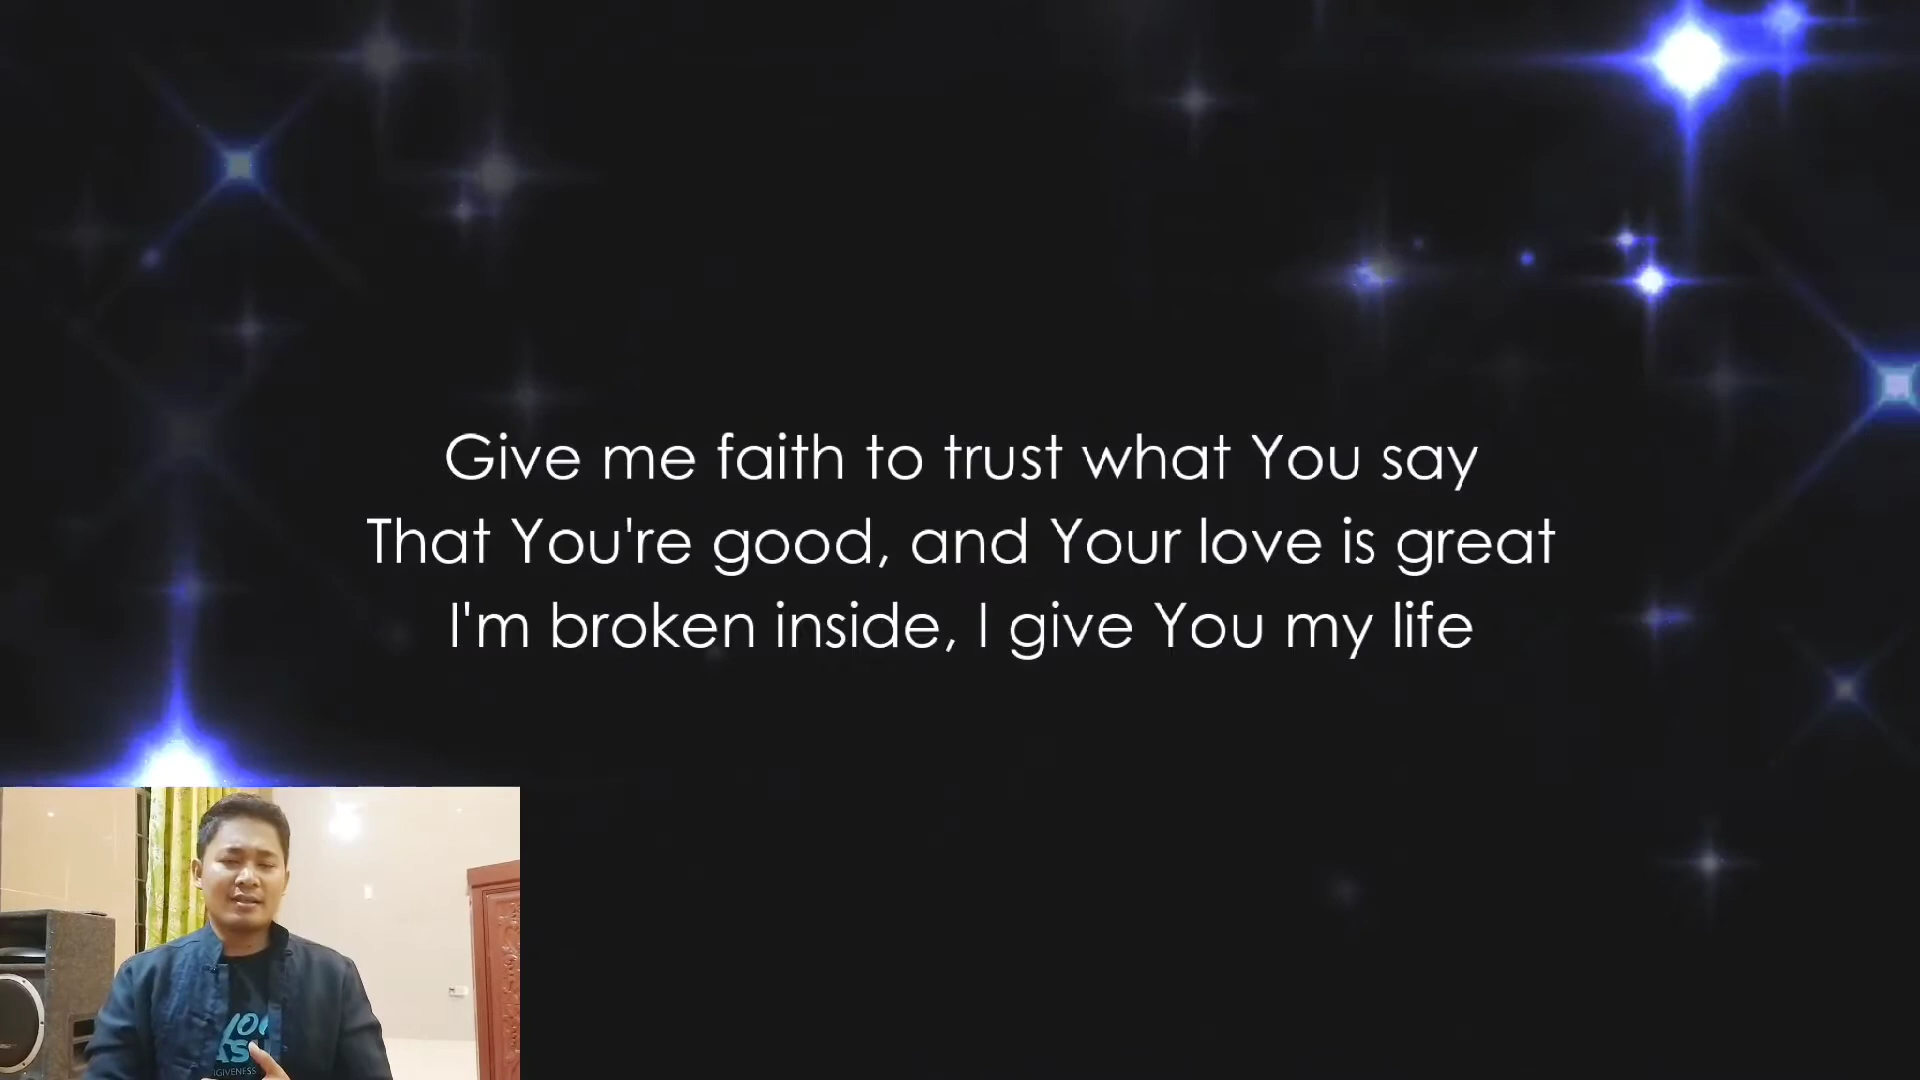 Give me faith to trust what You say
That You're good, and Your love is great
I'm broken inside, I give You my life